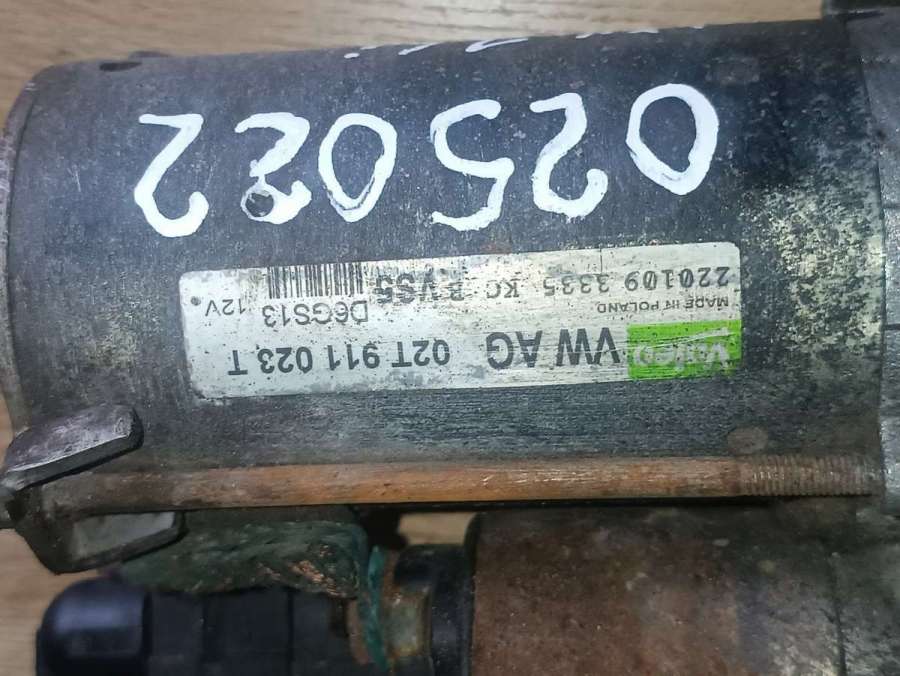 valeo VW AG 02T 911 023 T
MADE IN POLAND D6GS13 12V
220109 3335 KC B VS5
025022